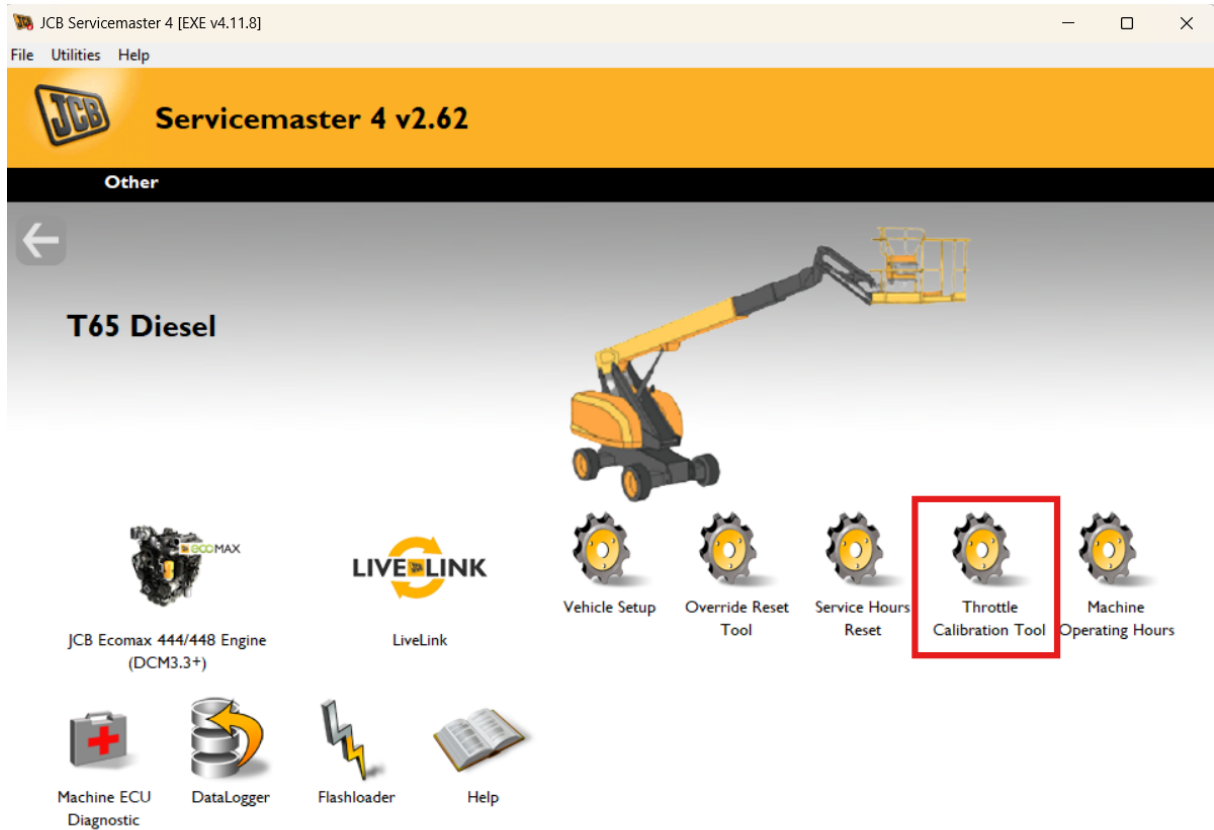 JCB Servicemaster 4 [EXE v4.11.8]
File Utilities Help
JCB
Servicemaster 4 v2.62
Other
T65 Diesel
ECOMAX
JCB Ecomax 444/448 Engine
(DCM3.3+)
LIVELINK
LiveLink
Vehicle Setup
Override Reset
Tool
Service Hours
Reset
Throttle
Calibration Tool
Machine
Operating Hours
Machine ECU
Diagnostic
DataLogger
Flashloader
Help